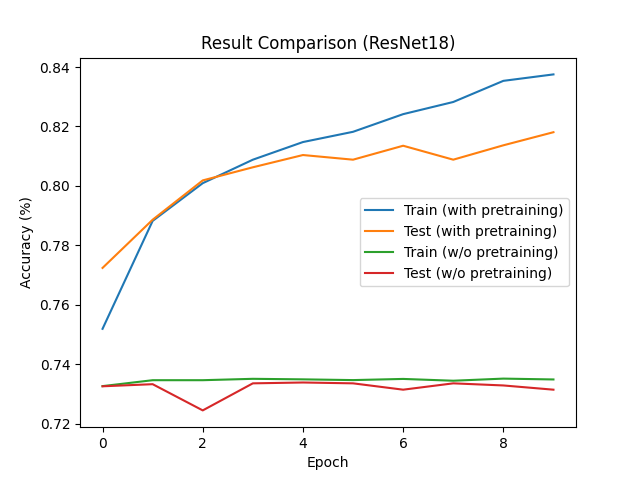 Result Comparison (ResNet18)
Accuracy (%)
0.84
0.82
0.80
0.78
0.76
0.74
0.72
Train (with pretraining)
Test (with pretraining)
Train (w/o pretraining)
Test (w/o pretraining)
0 2 4 6 8
Epoch